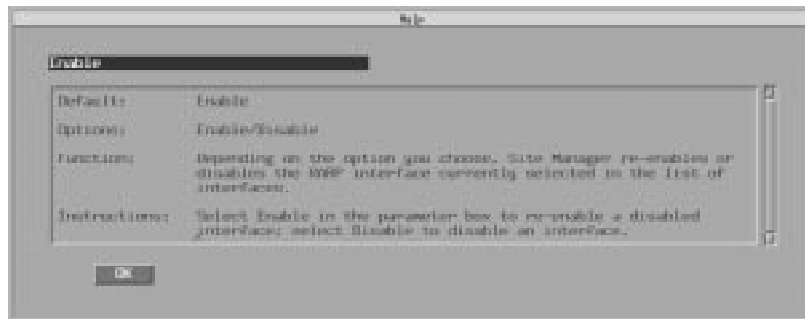 Help
Enable
Default: Enable
Options: Enable/Disable
Function: Depending on the option you choose, Site Manager re-enables or
disables the interface currently selected in the list of
interfaces.
Instructions: Select Enable in the parameter box to re-enable a disabled
interface; select Disable to disable an interface.
OK